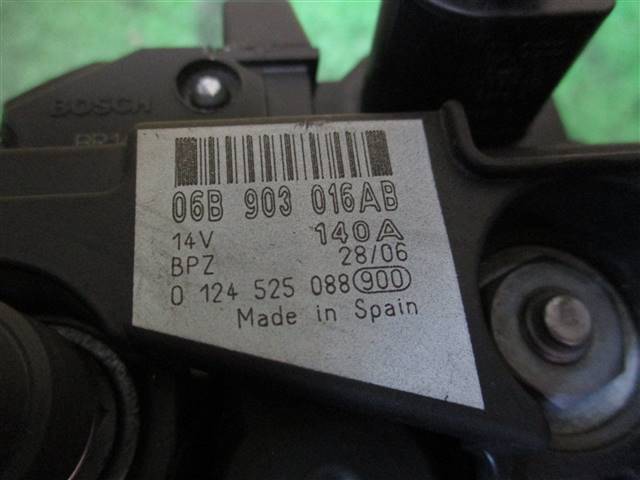 BOSCH
06B 903 016AB
14V 140A
BPZ 28/06
0 124 525 088 900
Made in Spain